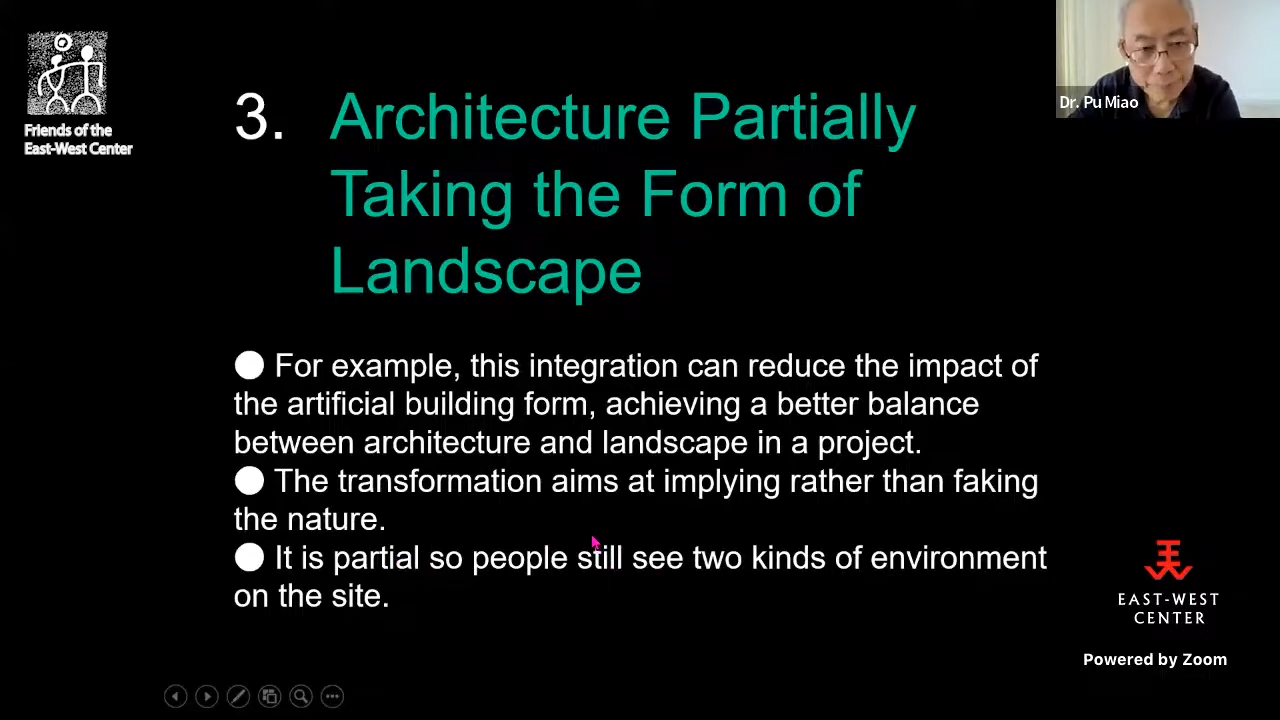 Friends of the
East-West Center
3. Architecture Partially
Taking the Form of
Landscape
Dr. Pu Miao
● For example, this integration can reduce the impact of
the artificial building form, achieving a better balance
between architecture and landscape in a project.
● The transformation aims at implying rather than faking
the nature.
● It is partial so people still see two kinds of environment
on the site.
EAST-WEST
CENTER
Powered by Zoom